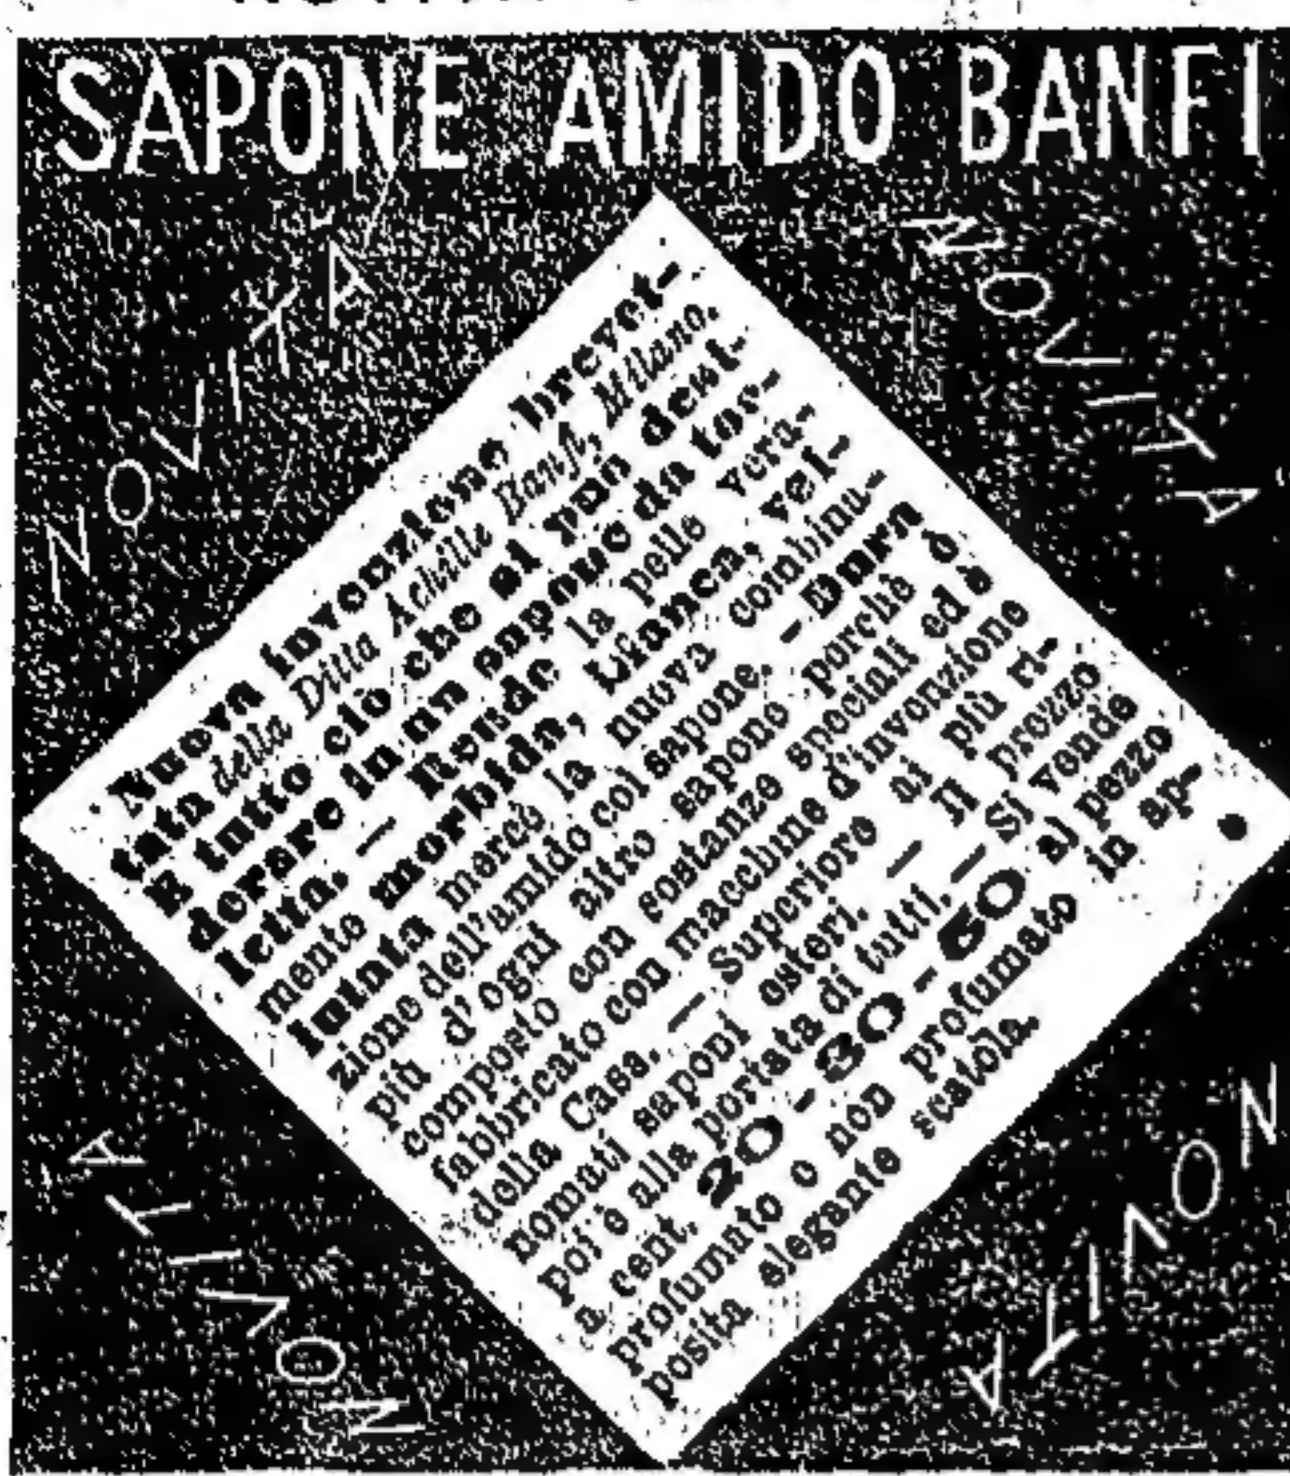 SAPONE AMIDO BANFI
NOVITÀ
NOVITA'
Nuova invenzione brevet-
tata della Ditta Achille Banfi, Milano.
È tutto ciò che si può desi-
derare in un sapone da toe-
letta. — Rende la pelle vera-
mente morbida, bianca, vel-
lutata mercè la nuova combina-
zione dell'amido col sapone. — Dura
più d'ogni altro sapone perchè è
composto con sostanze speciali ed è
fabbricato con macchine d'invenzione
della Casa. — Superiore ai più ri-
nomati saponi esteri. — Il prezzo
poi è alla portata di tutti. — Si vende
a cent. 20 - 30 - 50 al pezzo
profumato e non profumato in ap-
posita elegante scatola.
NOVITA
NOVITA